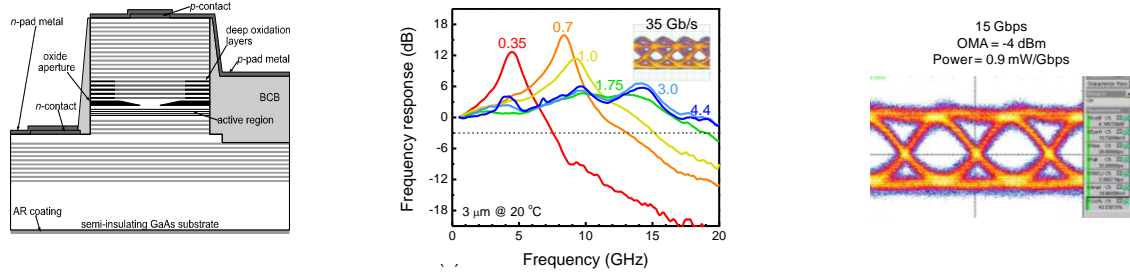 p-contact
n-pad metal
deep oxidation
layers
oxide
aperture
p-pad metal
n-contact
BCB
active region
AR coating
semi-insulating GaAs substrate
Frequency response (dB)
18
12
6
0
-6
-12
-18
0.35
0.7
1.0
1.75
3.0
4.4
35 Gb/s
3 μm @ 20 °C
0
5
10
15
20
Frequency (GHz)
15 Gbps
OMA = -4 dBm
Power = 0.9 mW/Gbps